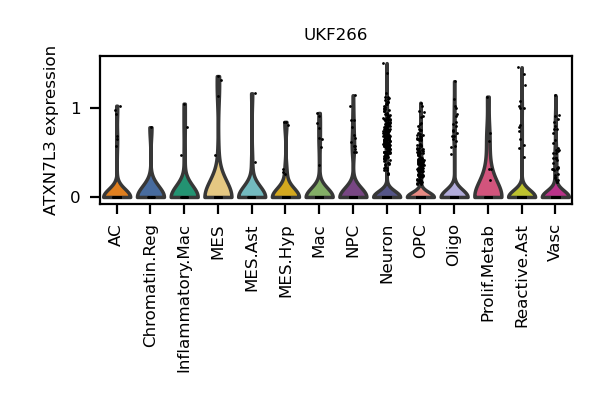 UKF266
ATXN7L3 expression
1
0
AC
Chromatin.Reg
Inflammatory.Mac
MES
MES.Ast
MES.Hyp
Mac
NPC
Neuron
OPC
Oligo
Prolif.Metab
Reactive.Ast
Vasc